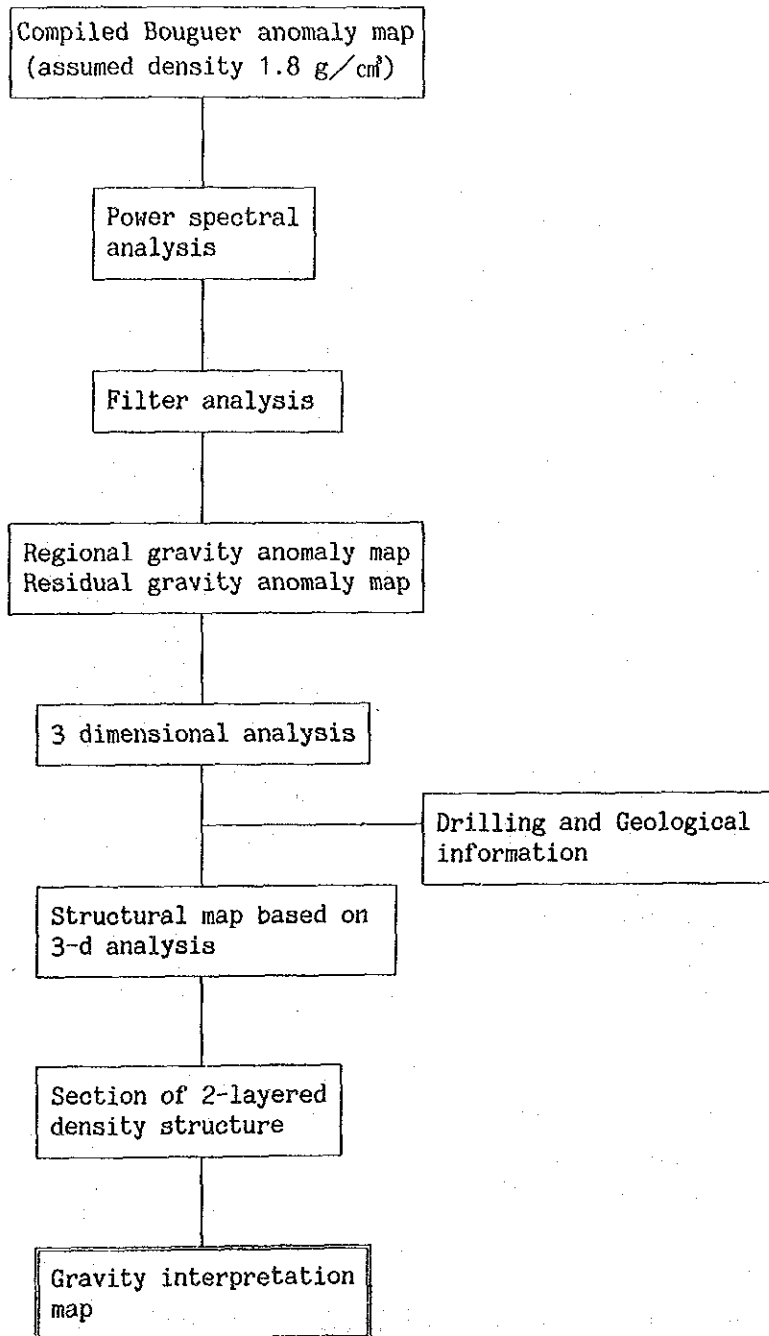 Compiled Bouguer anomaly map
(assumed density 1.8 g/cm³)
Power spectral
analysis
Filter analysis
Regional gravity anomaly map
Residual gravity anomaly map
3 dimensional analysis
Drilling and Geological
information
Structural map based on
3-d analysis
Section of 2-layered
density structure
Gravity interpretation
map